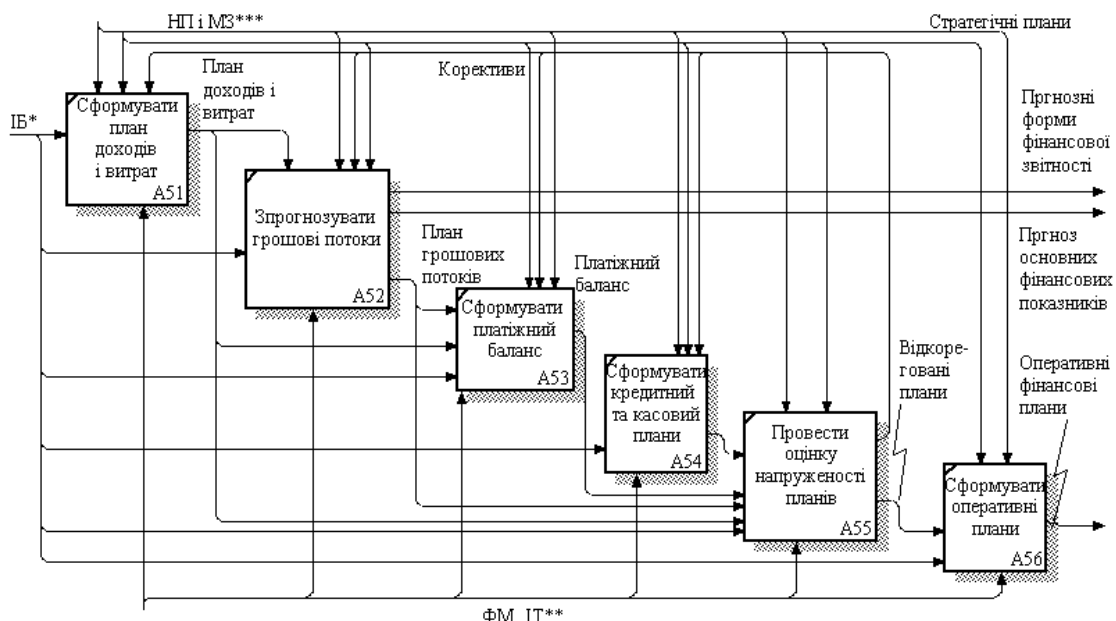 НП і МЗ***
Стратегічні плани
План
доходів і
витрат
Корективи
ІБ*
Сформувати
план
доходів
і витрат
А51
Пргнозні
форми
фінансової
звітності
Зпрогнозувати
грошові потоки
А52
План
грошових
потоків
Платіжний
баланс
Пргноз
основних
фінансових
показників
Сформувати
платіжний
баланс
А53
Сформувати
кредитний
та касовий
плани
А54
Відкоре-
говані
плани
Оперативні
фінансові
плани
Провести
оцінку
напруженості
планів
А55
Сформувати
оперативні
плани
А56
ФМ, ІТ**